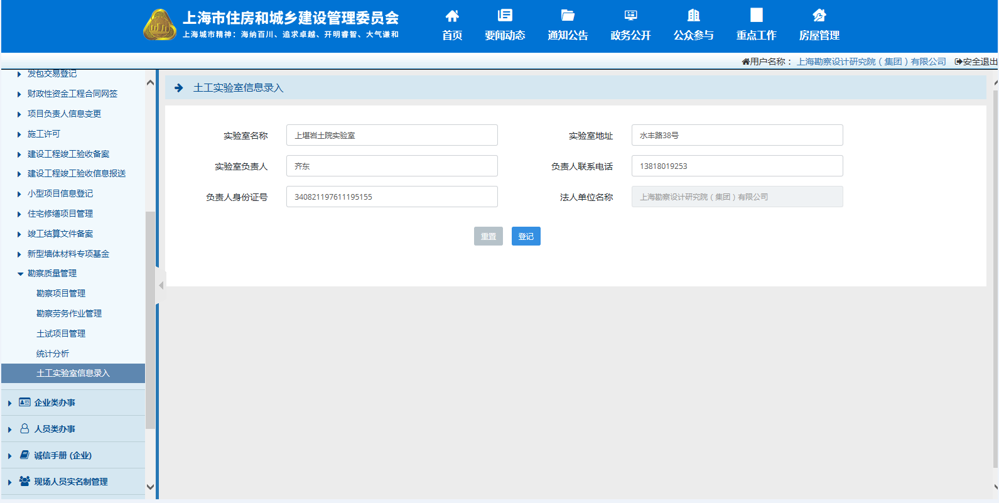 上海市住房和城乡建设管理委员会
上海城市精神：海纳百川、追求卓越、开明睿智、大气谦和
首页
要闻动态
通知公告
政务公开
公众参与
重点工作
房屋管理
用户名称： 上海勘察设计研究院（集团）有限公司 安全退出
发包交易登记
财政性资金工程合同网签
项目负责人信息变更
施工许可
建设工程竣工验收备案
建设工程竣工验收信息报送
小型项目信息登记
住宅修缮项目管理
竣工结算文件备案
新型墙体材料专项基金
勘察质量管理
勘察项目管理
勘察劳务作业管理
土试项目管理
统计分析
土工实验室信息录入
企业类办事
人员类办事
诚信手册 (企业)
现场人员实名制管理
土工实验室信息录入
实验室名称 上堪岩土院实验室
实验室地址 水丰路38号
实验室负责人 齐东
负责人联系电话 13818019253
负责人身份证号 340821197611195155
法人单位名称 上海勘察设计研究院（集团）有限公司
重置 登记